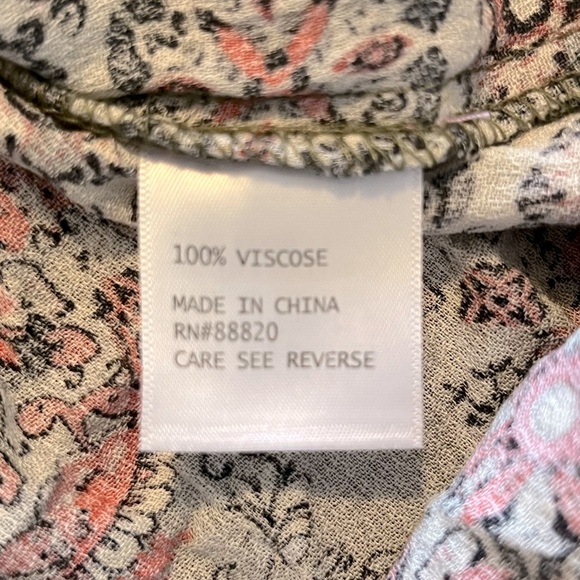 100% VISCOSE
MADE IN CHINA
RN#88820
CARE SEE REVERSE